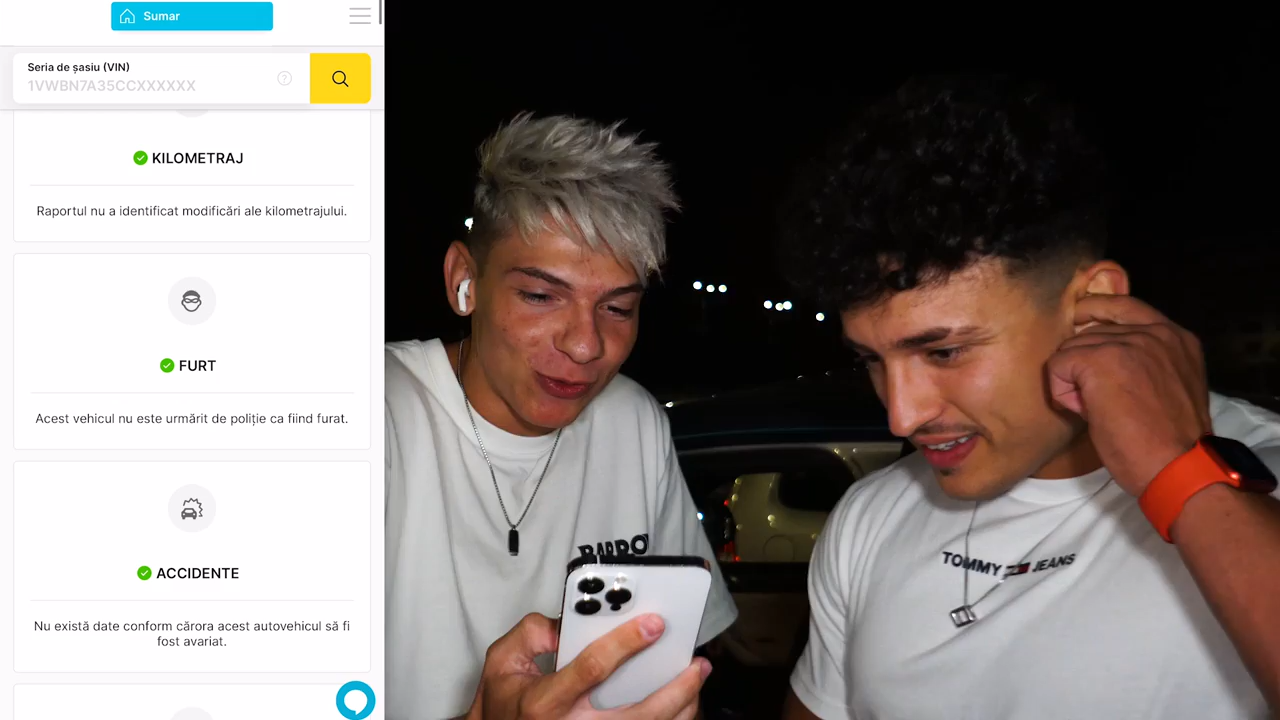 Sumar
Seria de șasiu (VIN)
1VWBN7A35CCXXXXXX
KILOMETRAJ
Raportul nu a identificat modificări ale kilometrajului.
FURT
Acest vehicul nu este urmărit de poliție ca fiind furat.
ACCIDENTE
Nu există date conform cărora acest autovehicul să fi
fost avariat.
TOMMY JEANS